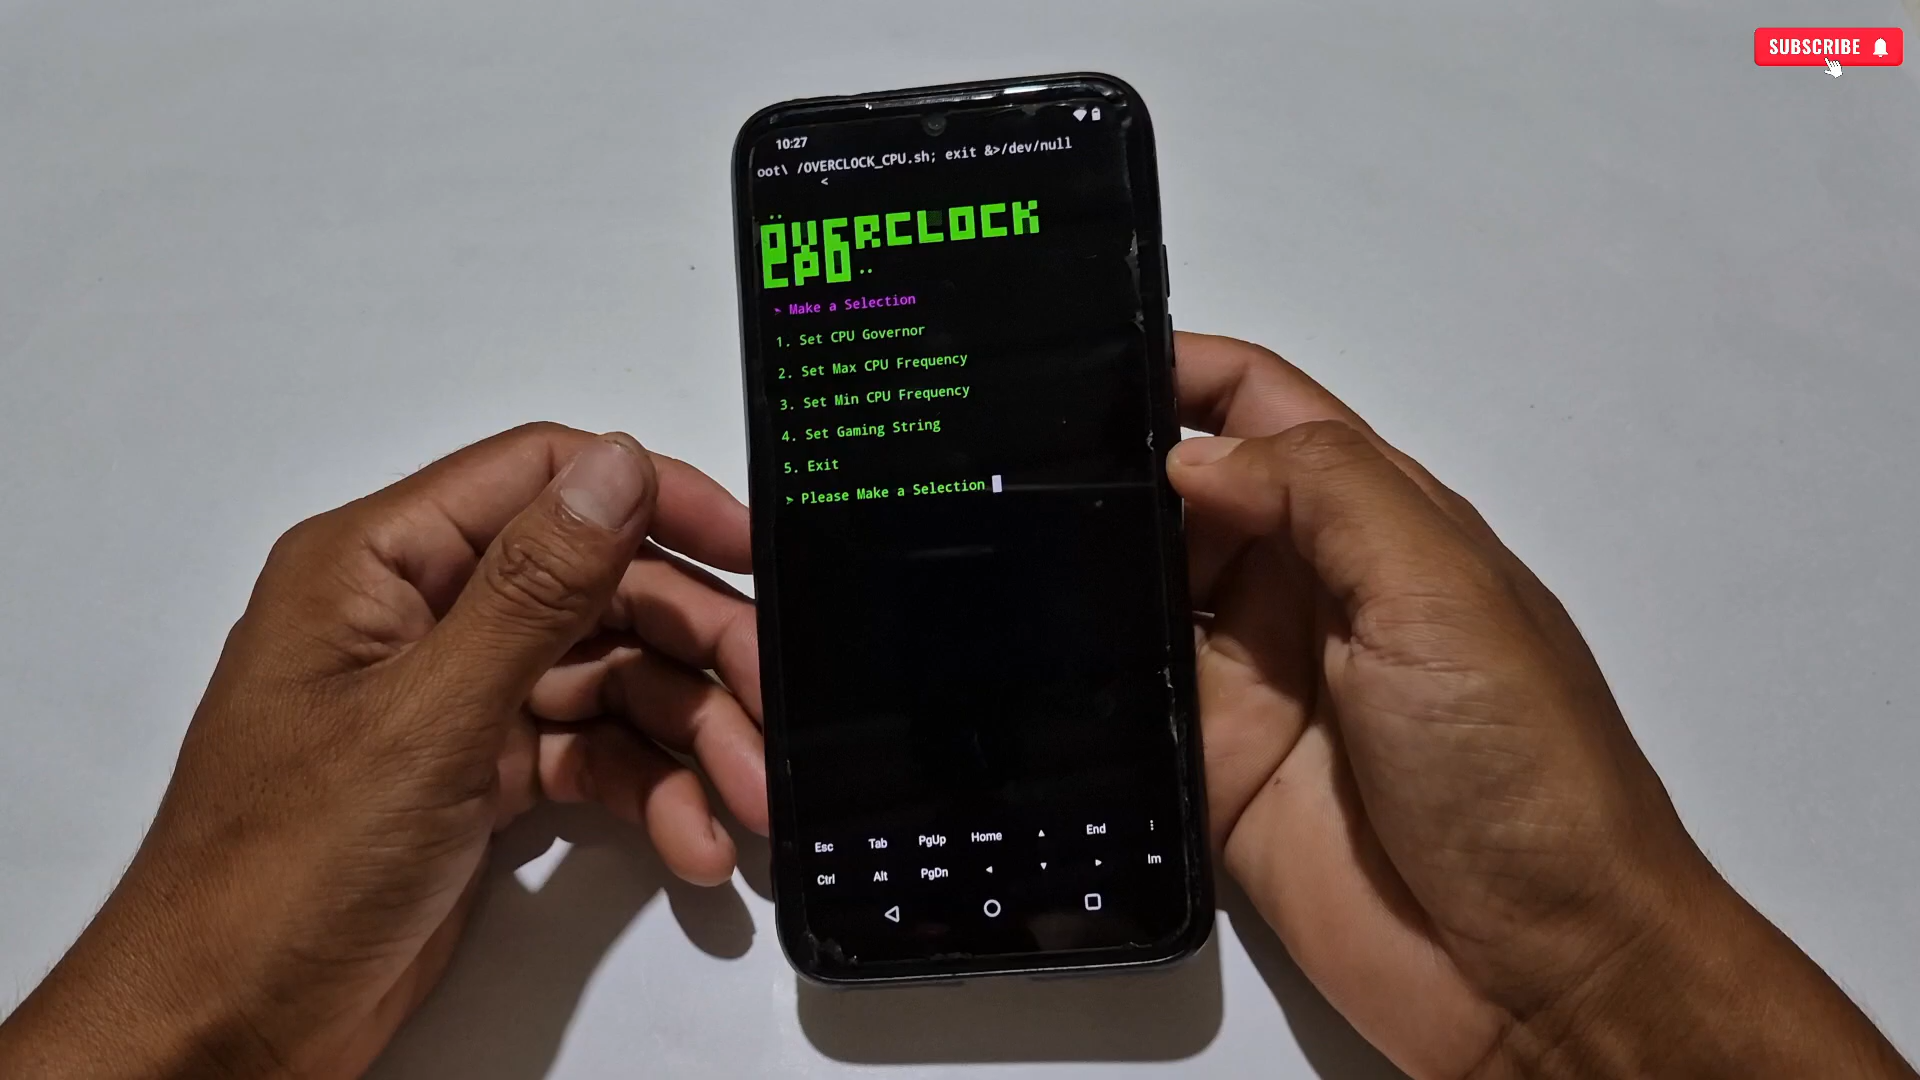 SUBSCRIBE
10:27
oot\ /OVERCLOCK_CPU.sh; exit &>/dev/null
<
OVERCLOCK
CPU
➤ Make a Selection
1. Set CPU Governor
2. Set Max CPU Frequency
3. Set Min CPU Frequency
4. Set Gaming String
5. Exit
➤ Please Make a Selection
Esc Tab PgUp Home ▲ End ⋮
Ctrl Alt PgDn ◀ ▼ ▶ Im